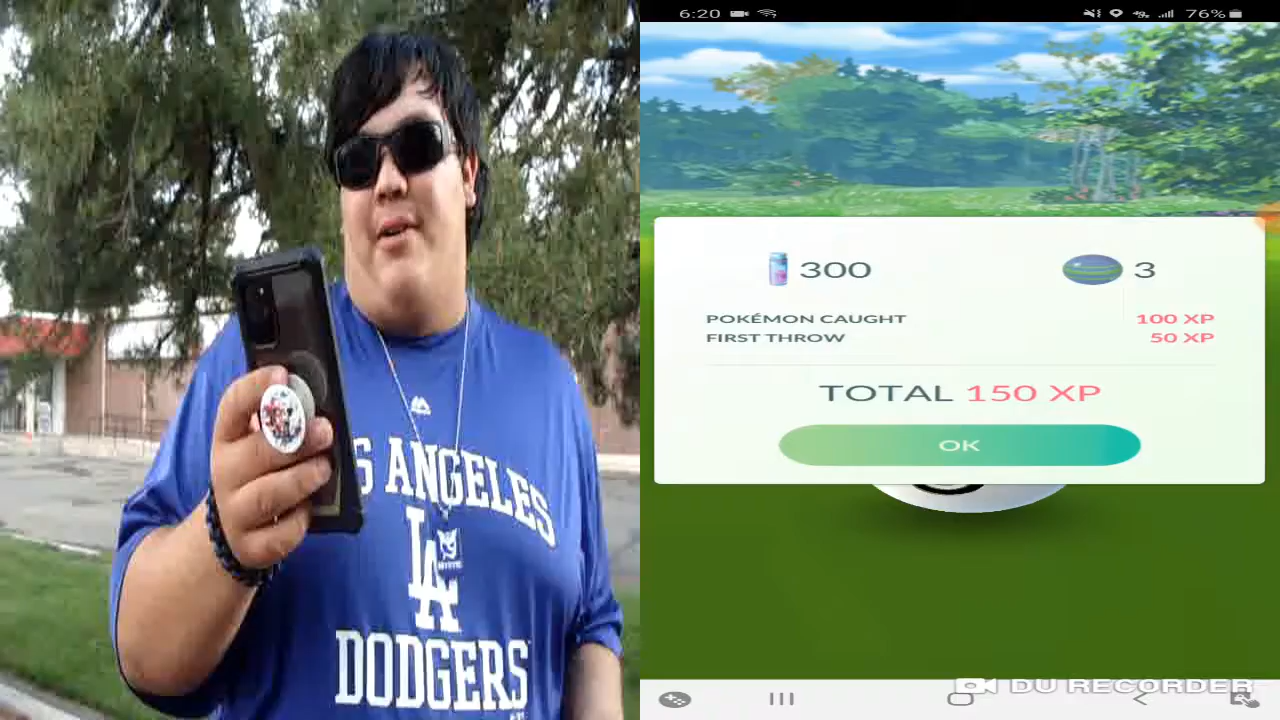 6:20
76%
300
3
POKÉMON CAUGHT 100 XP
FIRST THROW 50 XP
TOTAL 150 XP
OK
DU RECORDER
S ANGELES
LA
DODGERS